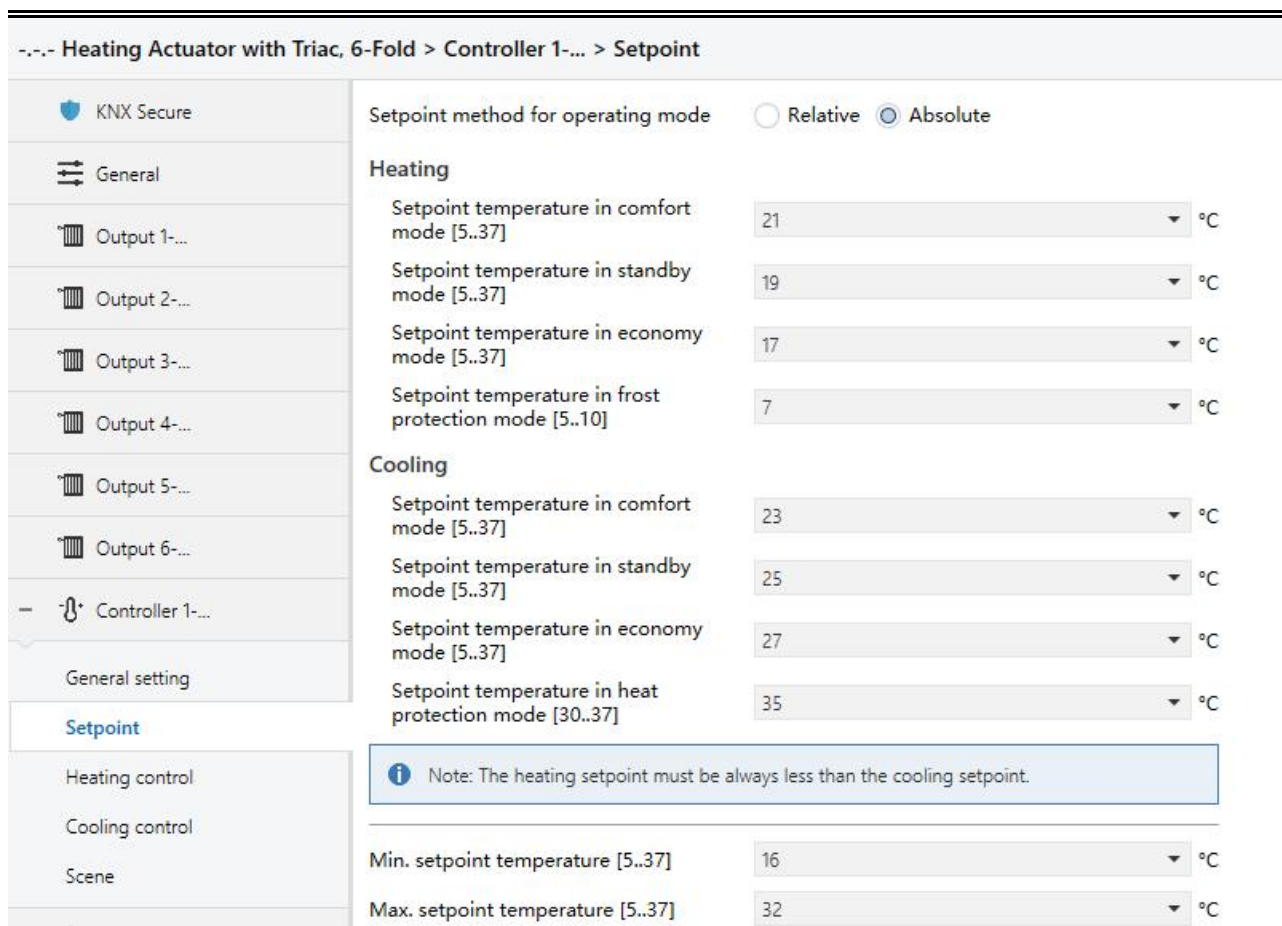 -.-.- Heating Actuator with Triac, 6-Fold > Controller 1-... > Setpoint
KNX Secure
General
Output 1-...
Output 2-...
Output 3-...
Output 4-...
Output 5-...
Output 6-...
− Controller 1-...
General setting
Setpoint
Heating control
Cooling control
Scene
Setpoint method for operating mode Relative Absolute
Heating
Setpoint temperature in comfort
mode [5..37] 21 °C
Setpoint temperature in standby
mode [5..37] 19 °C
Setpoint temperature in economy
mode [5..37] 17 °C
Setpoint temperature in frost
protection mode [5..10] 7 °C
Cooling
Setpoint temperature in comfort
mode [5..37] 23 °C
Setpoint temperature in standby
mode [5..37] 25 °C
Setpoint temperature in economy
mode [5..37] 27 °C
Setpoint temperature in heat
protection mode [30..37] 35 °C
Note: The heating setpoint must be always less than the cooling setpoint.
Min. setpoint temperature [5..37] 16 °C
Max. setpoint temperature [5..37] 32 °C